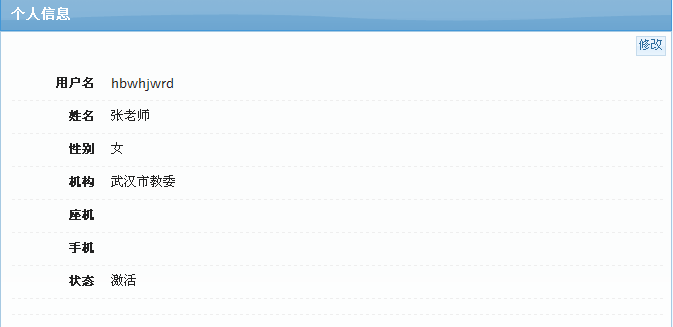 个人信息
修改
用户名 hbwhjwrd
姓名 张老师
性别 女
机构 武汉市教委
座机
手机
状态 激活